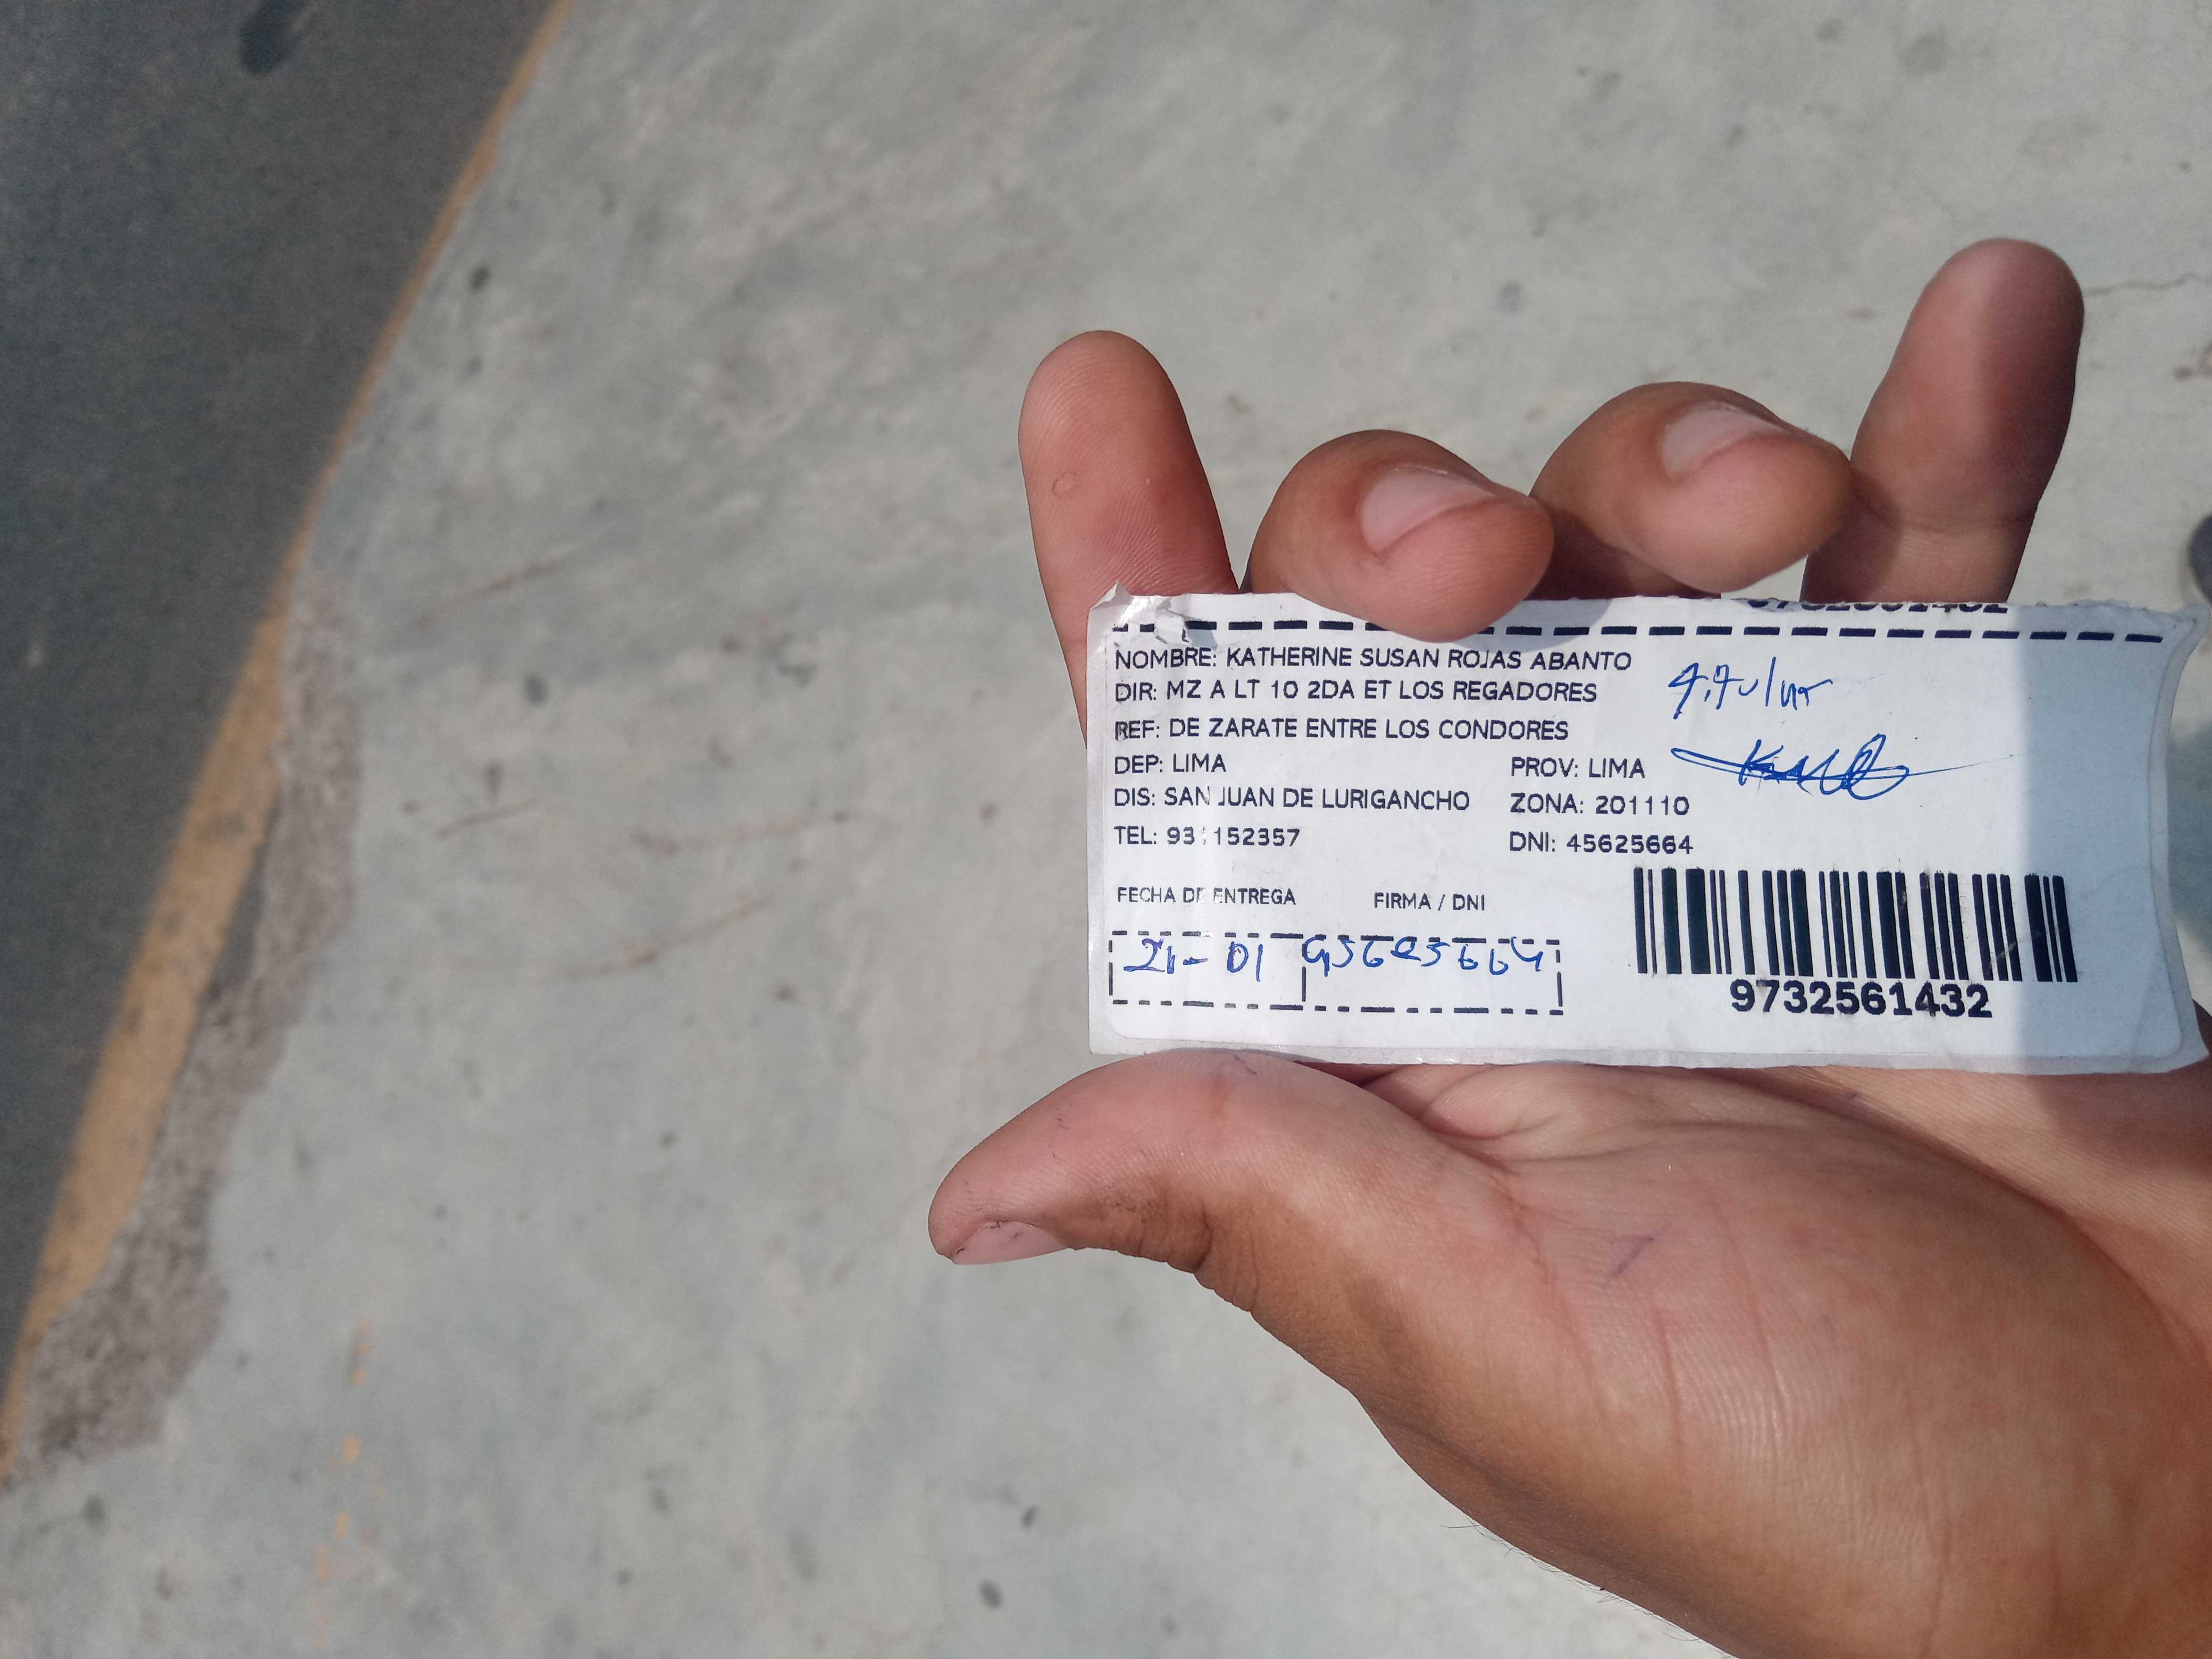 NOMBRE: KATHERINE SUSAN ROJAS ABANTO
Titular
DIR: MZ A LT 10 2DA ET LOS REGADORES
REF: DE ZARATE ENTRE LOS CONDORES
DEP: LIMA PROV: LIMA
DIS: SAN JUAN DE LURIGANCHO ZONA: 201110
TEL: DNI: 45625664
FECHA DE ENTREGA FIRMA / DNI
21-01 45625664
9732561432